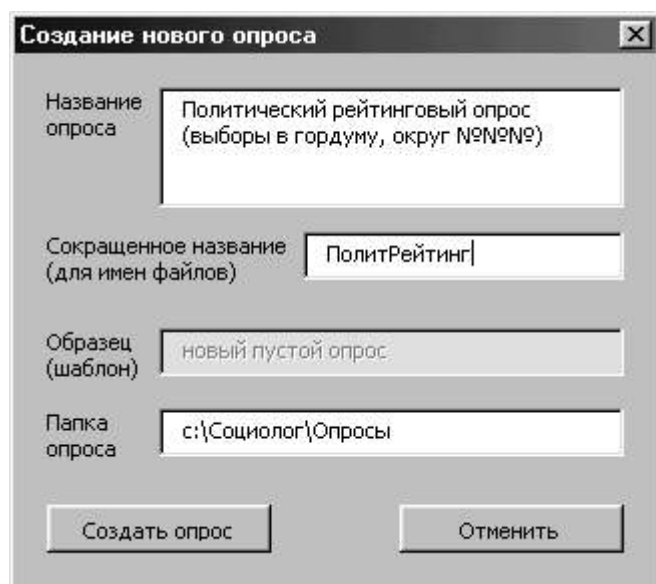 Создание нового опроса
Название
опроса
Политический рейтинговый опрос
(выборы в гордуму, округ №№№)
Сокращенное название
(для имен файлов)
ПолитРейтинг
Образец
(шаблон)
новый пустой опрос
Папка
опроса
с:\Социолог\Опросы
Создать опрос
Отменить